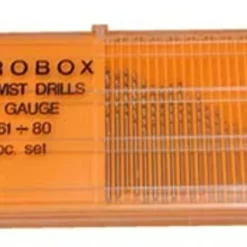 ROBOX
WIST DRILLS
GAUGE
61÷80
pc. set